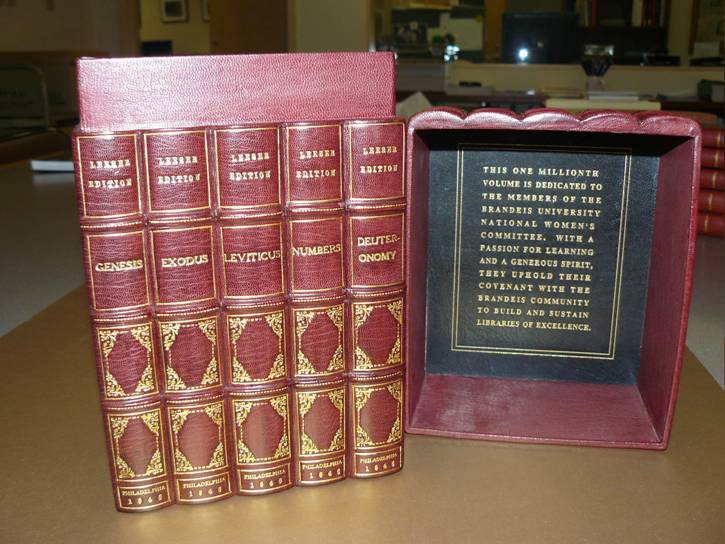 LEESER
EDITION
GENESIS
PHILADELPHIA
1845
LEESER
EDITION
EXODUS
PHILADELPHIA
1845
LEESER
EDITION
LEVITICUS
PHILADELPHIA
1845
LEESER
EDITION
NUMBERS
PHILADELPHIA
1845
LEESER
EDITION
DEUTER-
ONOMY
PHILADELPHIA
1845
THIS ONE MILLIONTH
VOLUME IS DEDICATED TO
THE MEMBERS OF THE
BRANDEIS UNIVERSITY
NATIONAL WOMEN'S
COMMITTEE. WITH A
PASSION FOR LEARNING
AND A GENEROUS SPIRIT,
THEY UPHOLD THEIR
COVENANT WITH THE
BRANDEIS COMMUNITY
TO BUILD AND SUSTAIN
LIBRARIES OF EXCELLENCE.